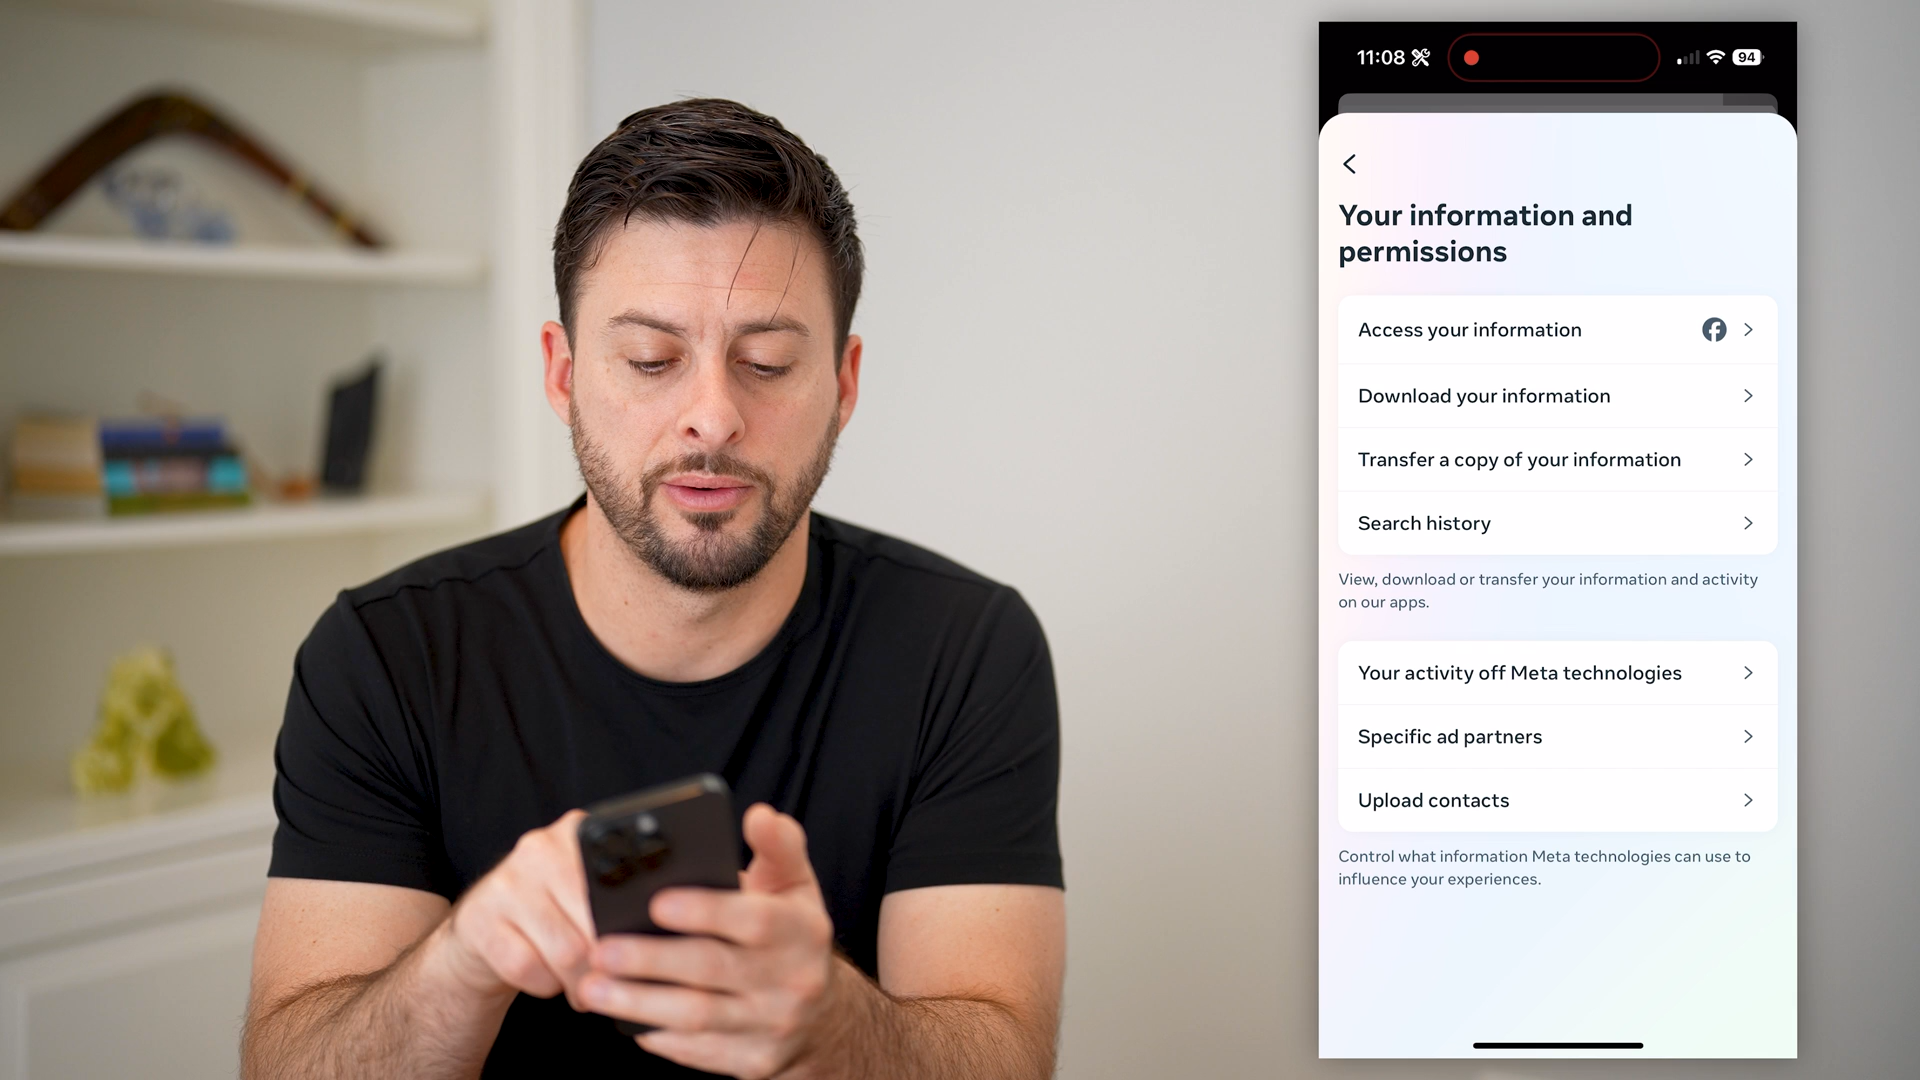 11:08
94
Your information and
permissions
Access your information
Download your information
Transfer a copy of your information
Search history
View, download or transfer your information and activity
on our apps.
Your activity off Meta technologies
Specific ad partners
Upload contacts
Control what information Meta technologies can use to
influence your experiences.